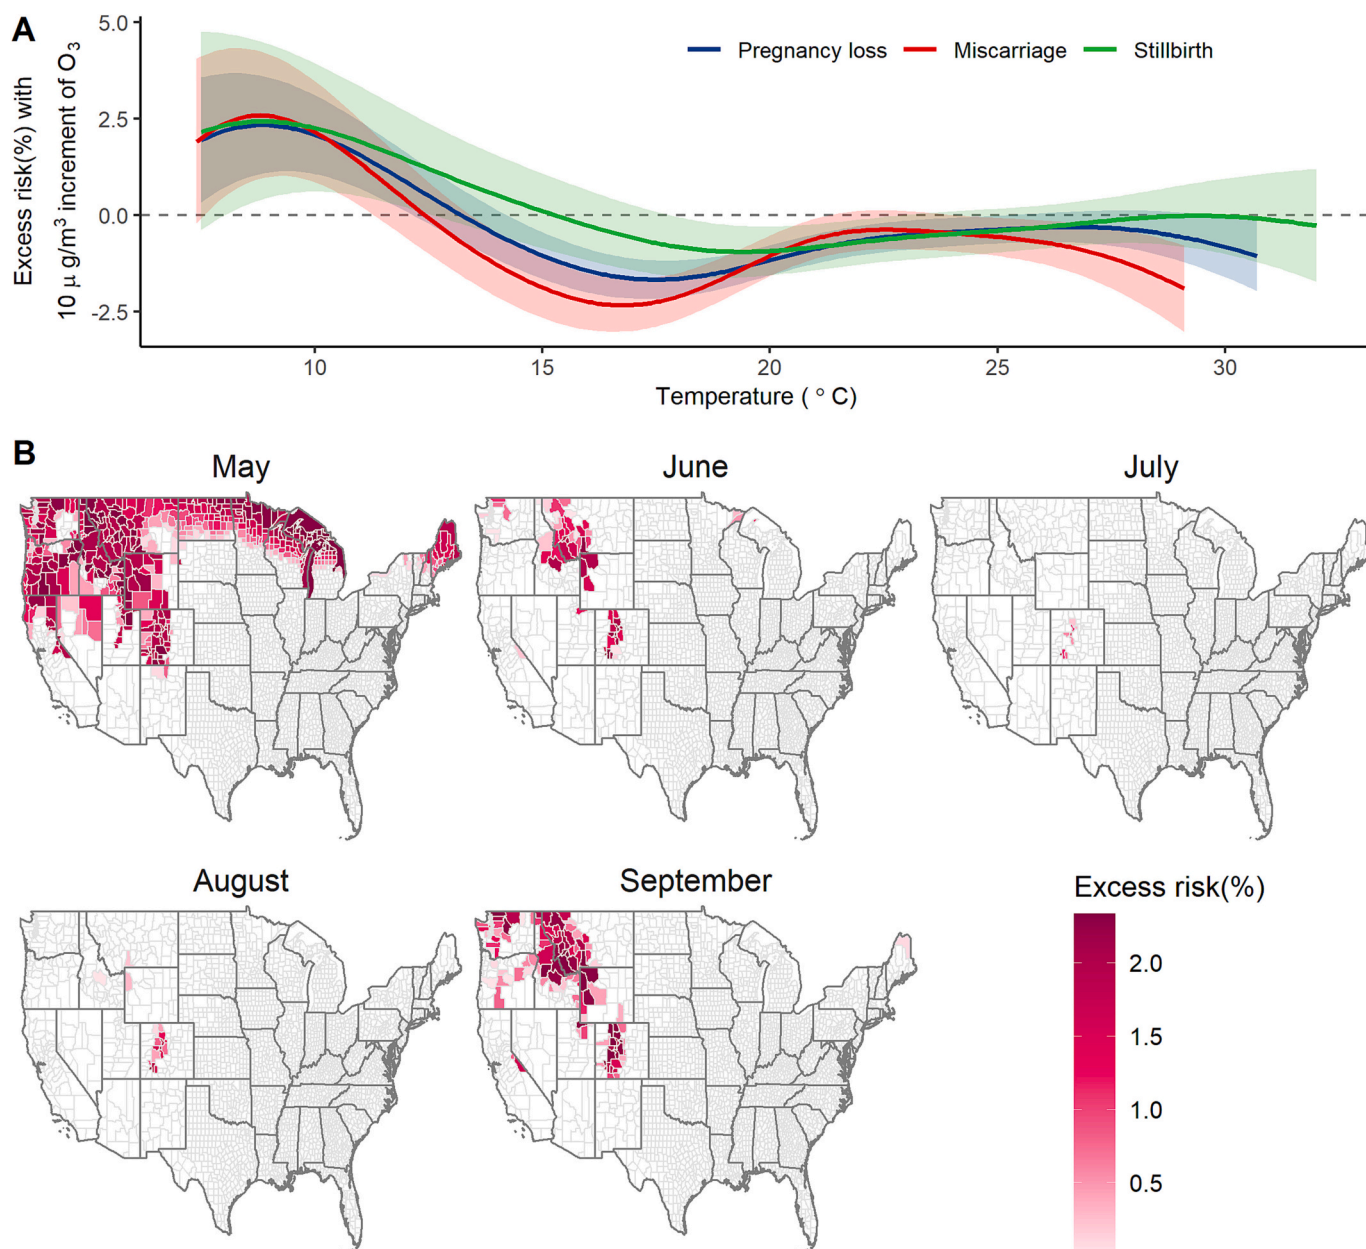 A
Excess risk(%) with
10 μ g/m³ increment of O₃
5.0
2.5
0.0
-2.5
Pregnancy loss Miscarriage Stillbirth
10 15 20 25 30
Temperature ( ° C)
B
May June July
August September
Excess risk(%)
2.0
1.5
1.0
0.5